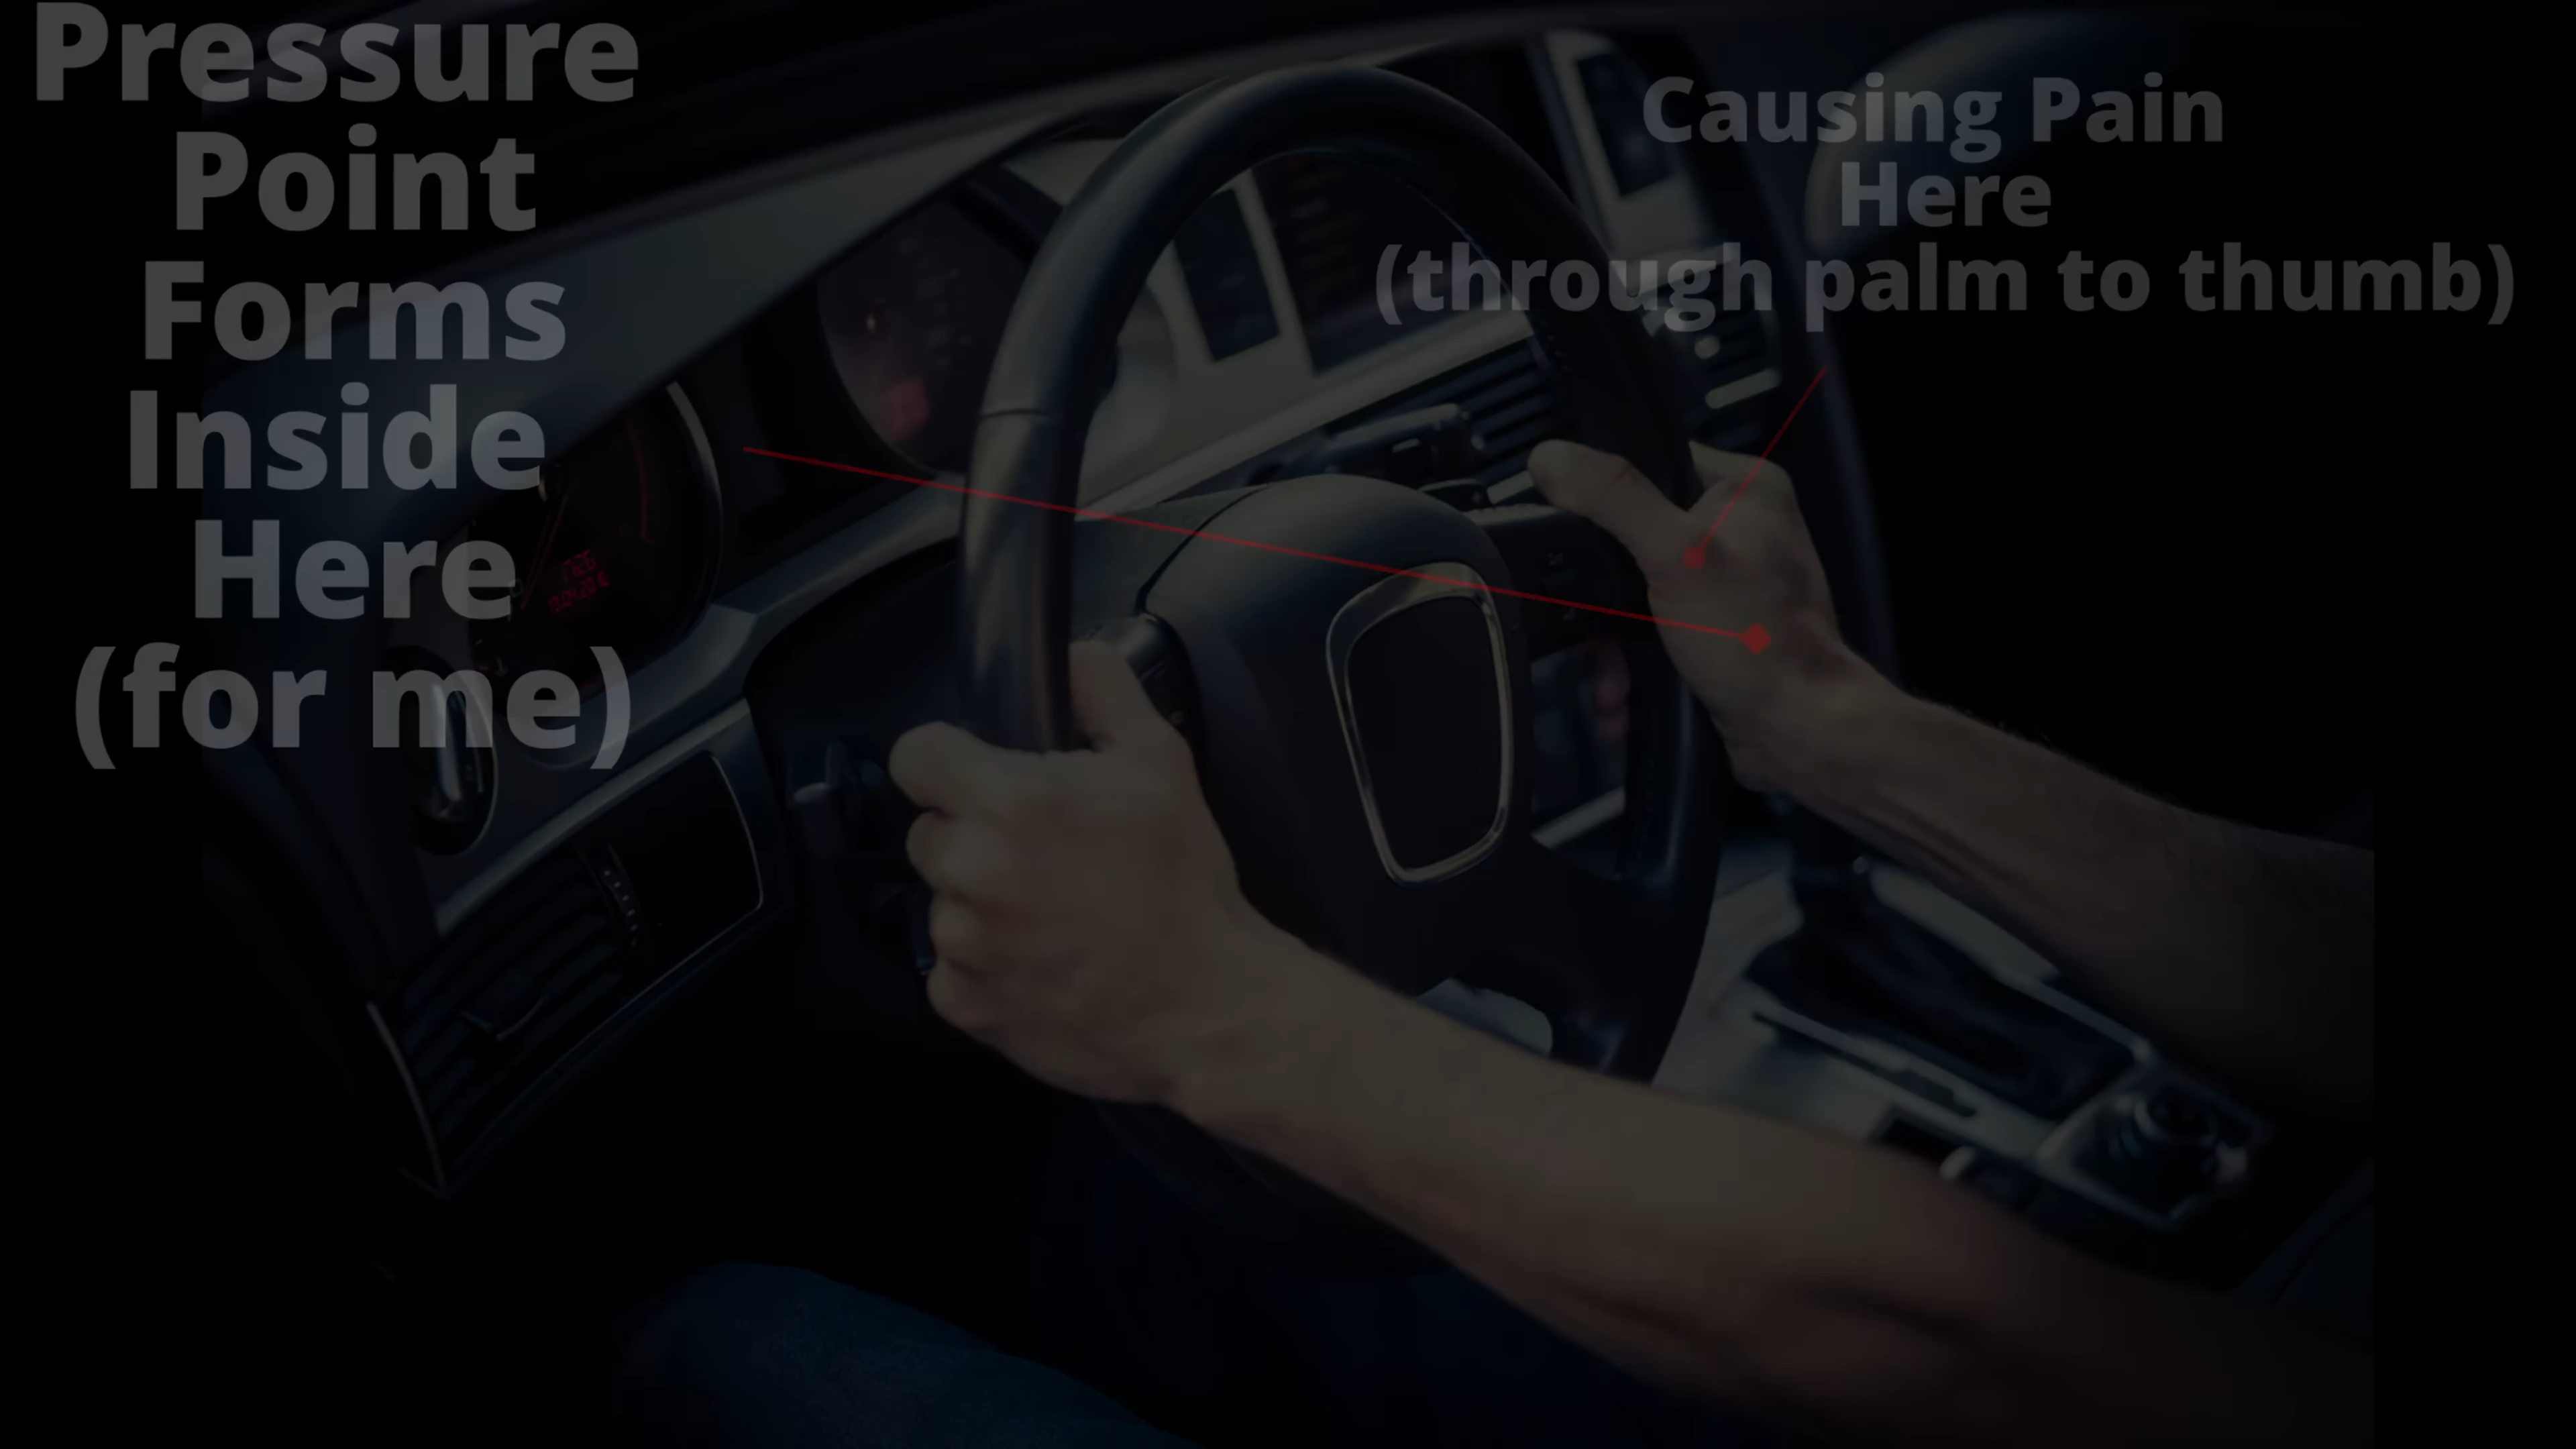 Pressure
Point
Forms
Inside
Here
(for me)
Causing Pain
Here
(through palm to thumb)